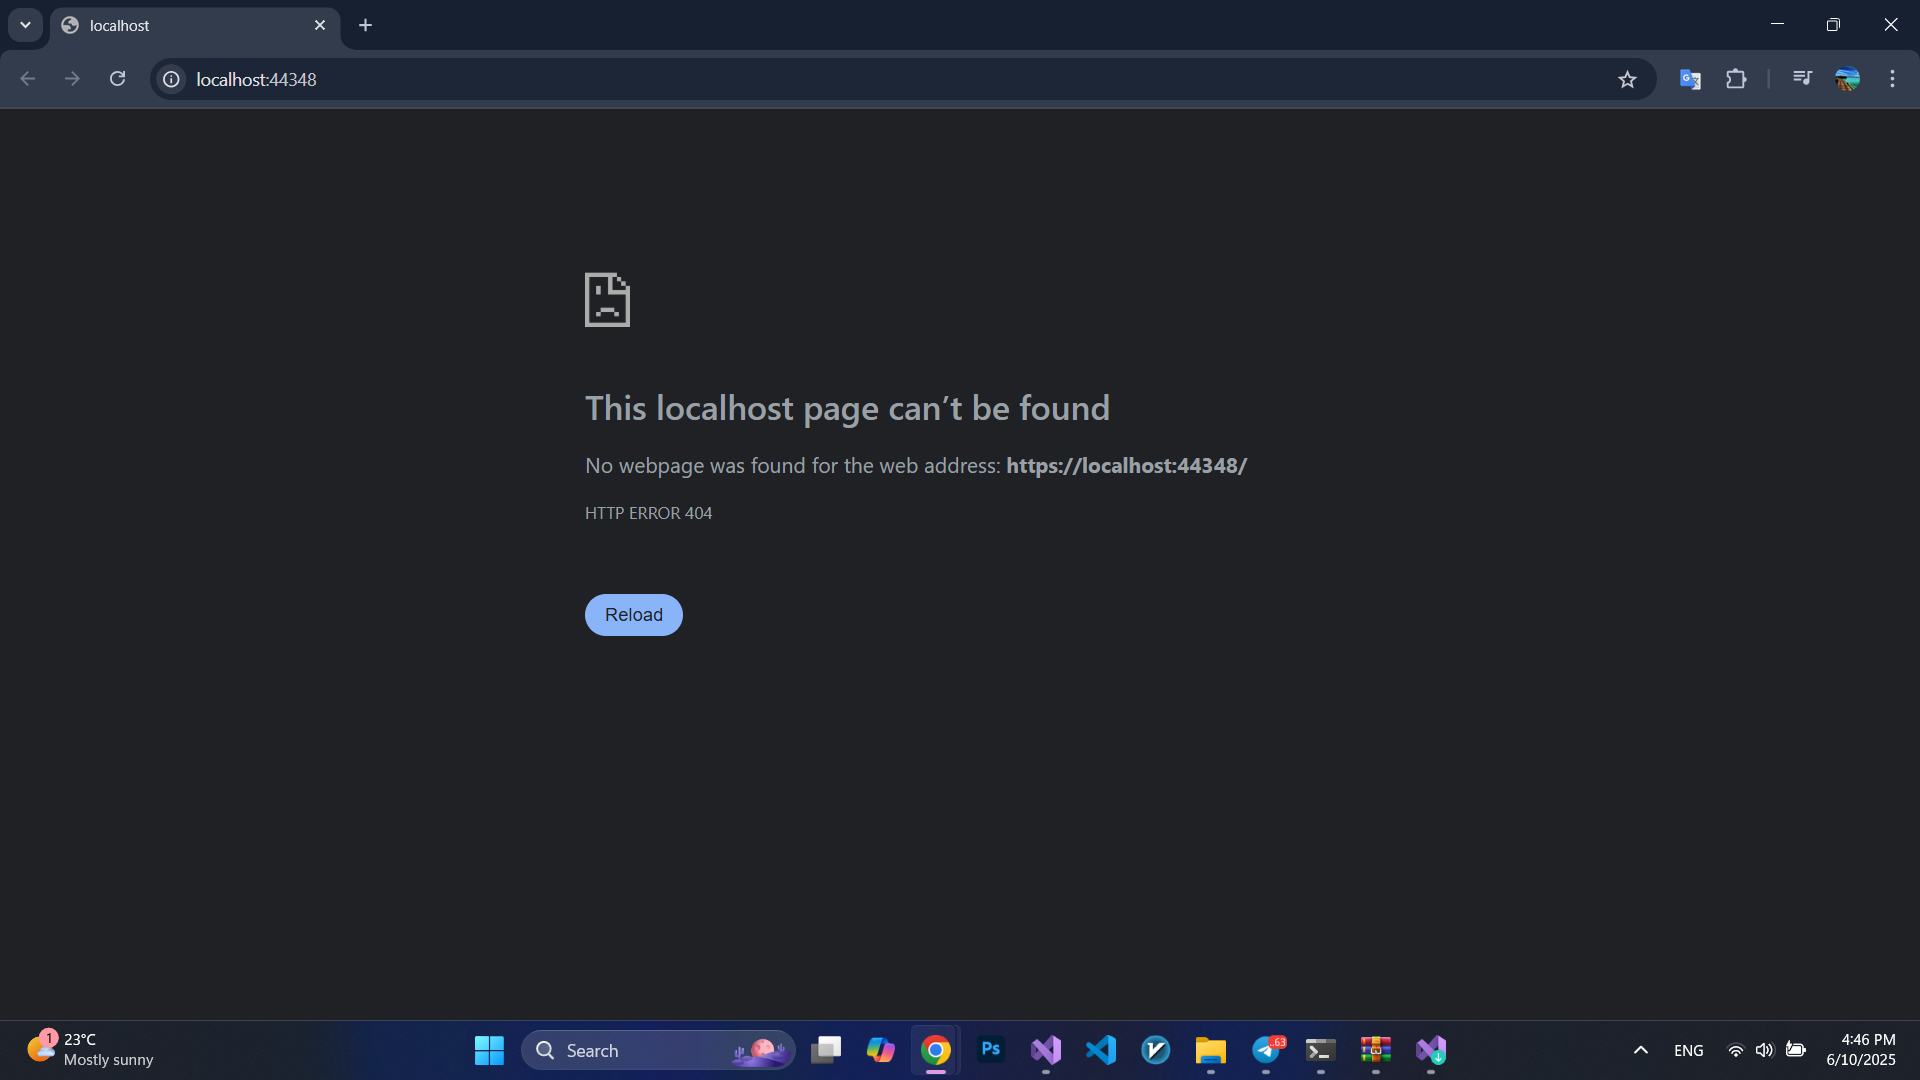 localhost
localhost:44348
This localhost page can’t be found
No webpage was found for the web address: https://localhost:44348/
HTTP ERROR 404
Reload
1
23°C
Mostly sunny
Search
Ps
63
ENG
4:46 PM
6/10/2025